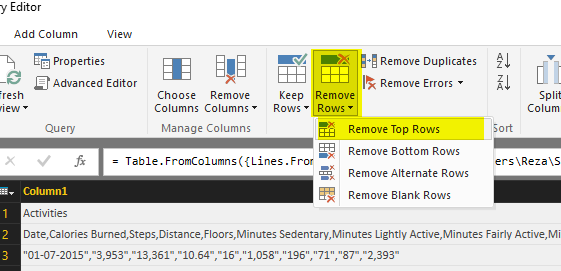 ry Editor
Add Column View
efresh
view
Properties
Advanced Editor
Query
Choose
Columns
Remove
Columns
Manage Columns
Keep
Rows
Remove
Rows
Remove Duplicates
Remove Errors
Sort
Split
Colum
Remove Top Rows
Remove Bottom Rows
Remove Alternate Rows
Remove Blank Rows
fx = Table.FromColumns({Lines.Fro ers\Reza\S
Column1
1 Activities
2 Date,Calories Burned,Steps,Distance,Floors,Minutes Sedentary,Minutes Lightly Active,Minutes Fairly Active,Mi
3 "01-07-2015","3,953","13,361","10.64","16","1,058","196","71","87","2,393"